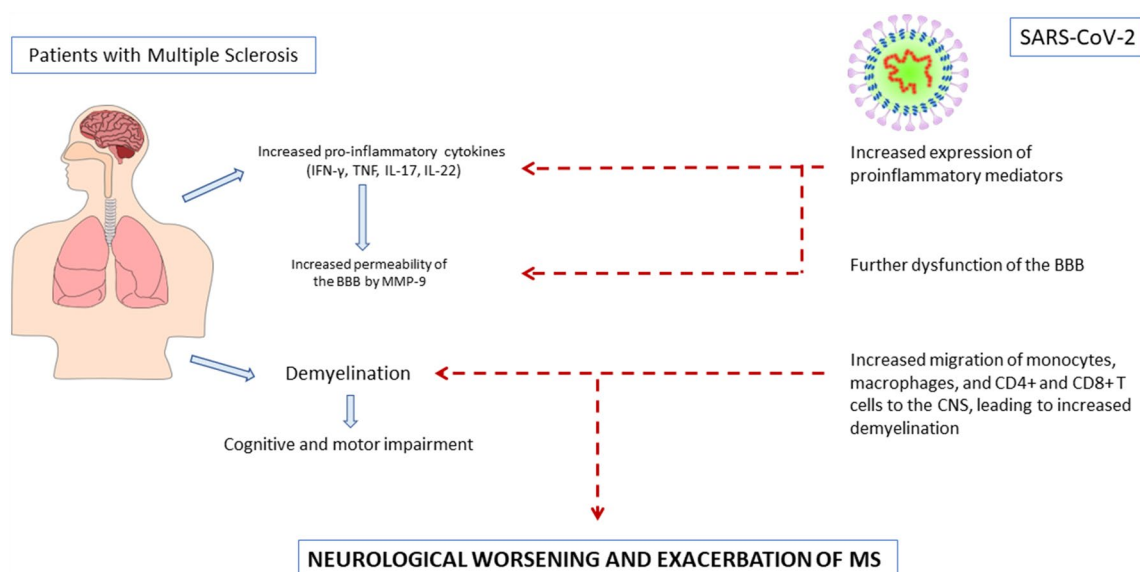 Patients with Multiple Sclerosis
SARS-CoV-2
Increased pro-inflammatory cytokines
(IFN-γ, TNF, IL-17, IL-22)
Increased expression of
proinflammatory mediators
Increased permeability of
the BBB by MMP-9
Further dysfunction of the BBB
Demyelination
Increased migration of monocytes,
macrophages, and CD4+ and CD8+ T
cells to the CNS, leading to increased
demyelination
Cognitive and motor impairment
NEUROLOGICAL WORSENING AND EXACERBATION OF MS